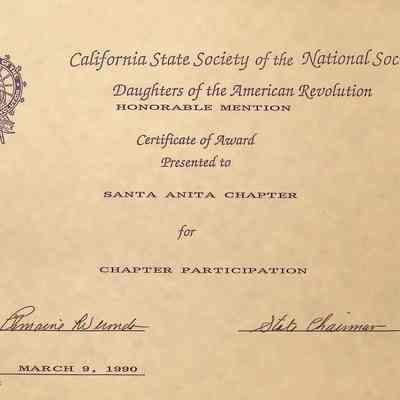 California State Society of the National Soc
Daughters of the American Revolution
HONORABLE MENTION
Certificate of Award
Presented to
SANTA ANITA CHAPTER
for
CHAPTER PARTICIPATION
State Chairman
MARCH 9, 1990